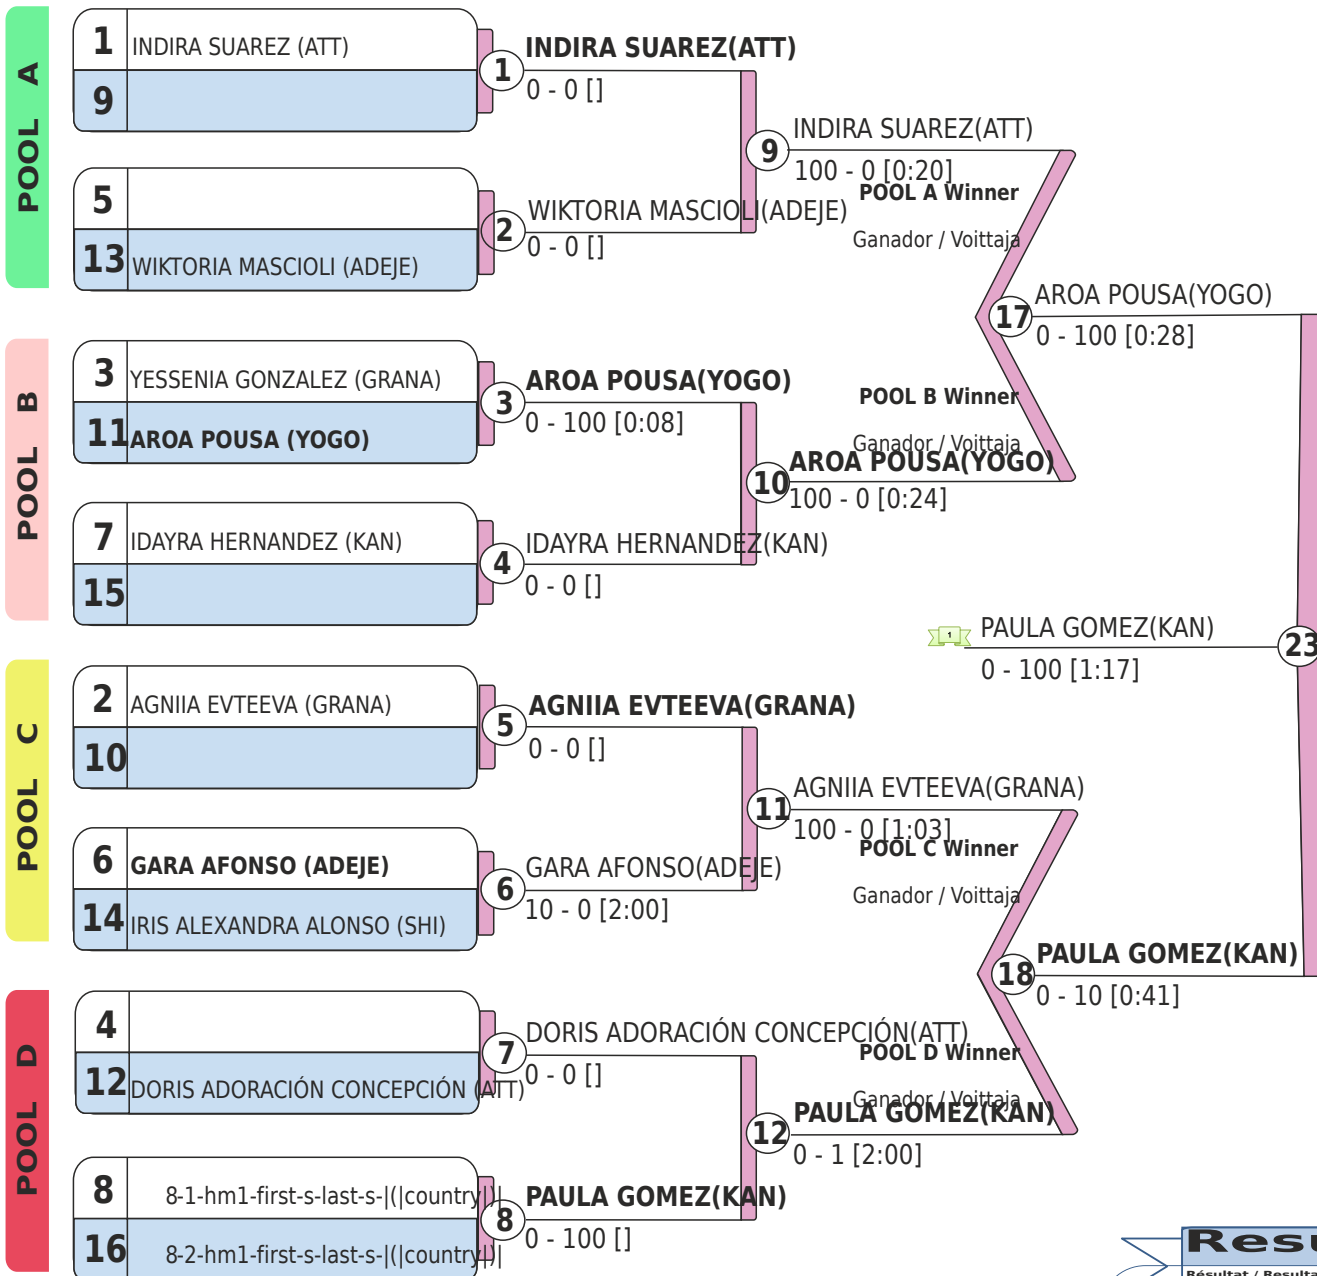 POOL A
1 INDIRA SUAREZ (ATT)
9
5
13 WIKTORIA MASCIOLI (ADEJE)
1 INDIRA SUAREZ(ATT)
0 - 0 []
2 WIKTORIA MASCIOLI(ADEJE)
0 - 0 []
9 INDIRA SUAREZ(ATT)
100 - 0 [0:20]
POOL A Winner
Ganador / Voittaja
POOL B
3 YESSENIA GONZALEZ (GRANA)
11 AROA POUSA (YOGO)
7 IDAYRA HERNANDEZ (KAN)
15
3 AROA POUSA(YOGO)
0 - 100 [0:08]
4 IDAYRA HERNANDEZ(KAN)
0 - 0 []
POOL B Winner
Ganador / Voittaja
10 AROA POUSA(YOGO)
100 - 0 [0:24]
17 AROA POUSA(YOGO)
0 - 100 [0:28]
1 PAULA GOMEZ(KAN)
23
0 - 100 [1:17]
POOL C
2 AGNIIA EVTEEVA (GRANA)
10
6 GARA AFONSO (ADEJE)
14 IRIS ALEXANDRA ALONSO (SHI)
5 AGNIIA EVTEEVA(GRANA)
0 - 0 []
6 GARA AFONSO(ADEJE)
10 - 0 [2:00]
11 AGNIIA EVTEEVA(GRANA)
100 - 0 [1:03]
POOL C Winner
Ganador / Voittaja
18 PAULA GOMEZ(KAN)
0 - 10 [0:41]
POOL D
4
12 DORIS ADORACIÓN CONCEPCIÓN (ATT)
8 8-1-hm1-first-s-last-s-|(|country|)|
16 8-2-hm1-first-s-last-s-|(|country|)|
7 DORIS ADORACIÓN CONCEPCIÓN(ATT)
0 - 0 []
8 PAULA GOMEZ(KAN)
0 - 100 []
POOL D Winner
Ganador / Voittaja
12 PAULA GOMEZ(KAN)
0 - 1 [2:00]
Resu
Résultat / Resulta